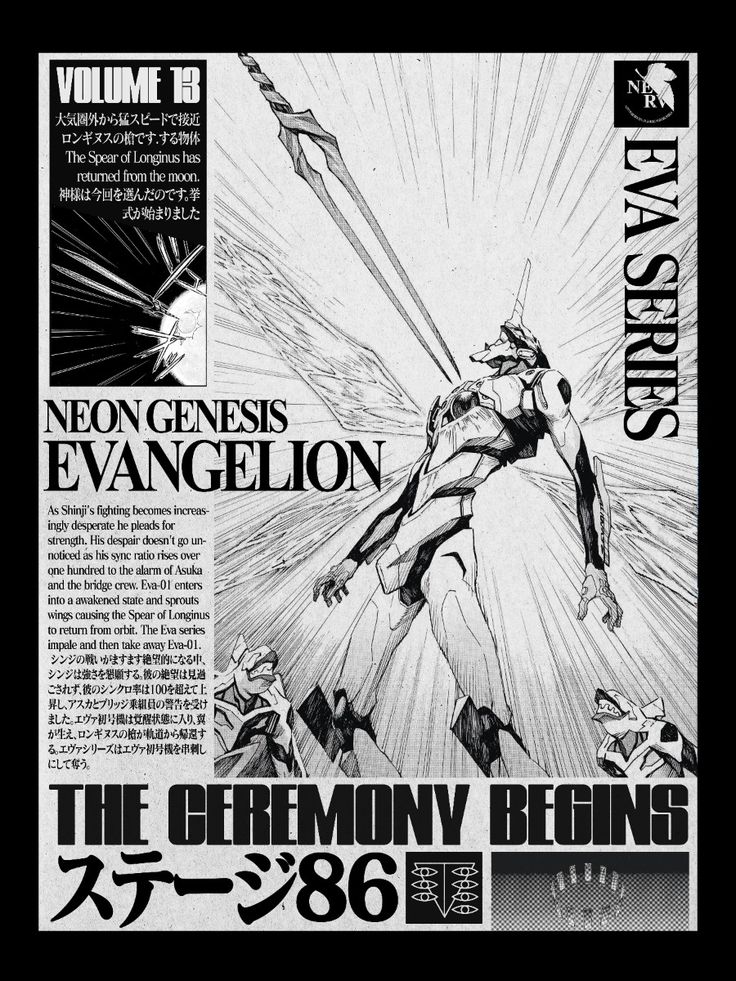 VOLUME 13
大気圏外から猛スピードで接近
ロンギヌスの槍です.する物体
The Spear of Longinus has
returned from the moon.
神様は今回を選んだのです。挙
式が始まりました
NERV
EVA SERIES
NEON GENESIS
EVANGELION
As Shinji's fighting becomes increas-
ingly desperate he pleads for
strength. His despair doesn't go un-
noticed as his sync ratio rises over
one hundred to the alarm of Asuka
and the bridge crew. Eva-01 enters
into a awakened state and sprouts
wings causing the Spear of Longinus
to return from orbit. The Eva series
impale and then take away Eva-01.
シンジの戦いがますます絶望的になる中、
シンジは強さを懇願する。彼の絶望は見過
ごされず、彼のシンクロ率は100を超えて上
昇し、アスカとブリッジ乗組員の警告を受け
ました。エヴァ初号機は覚醒状態に入り、翼
が生え、ロンギヌスの槍が軌道から帰還す
る。エヴァシリーズはエヴァ初号機を串刺し
にして奪う。
THE CEREMONY BEGINS
ステージ86